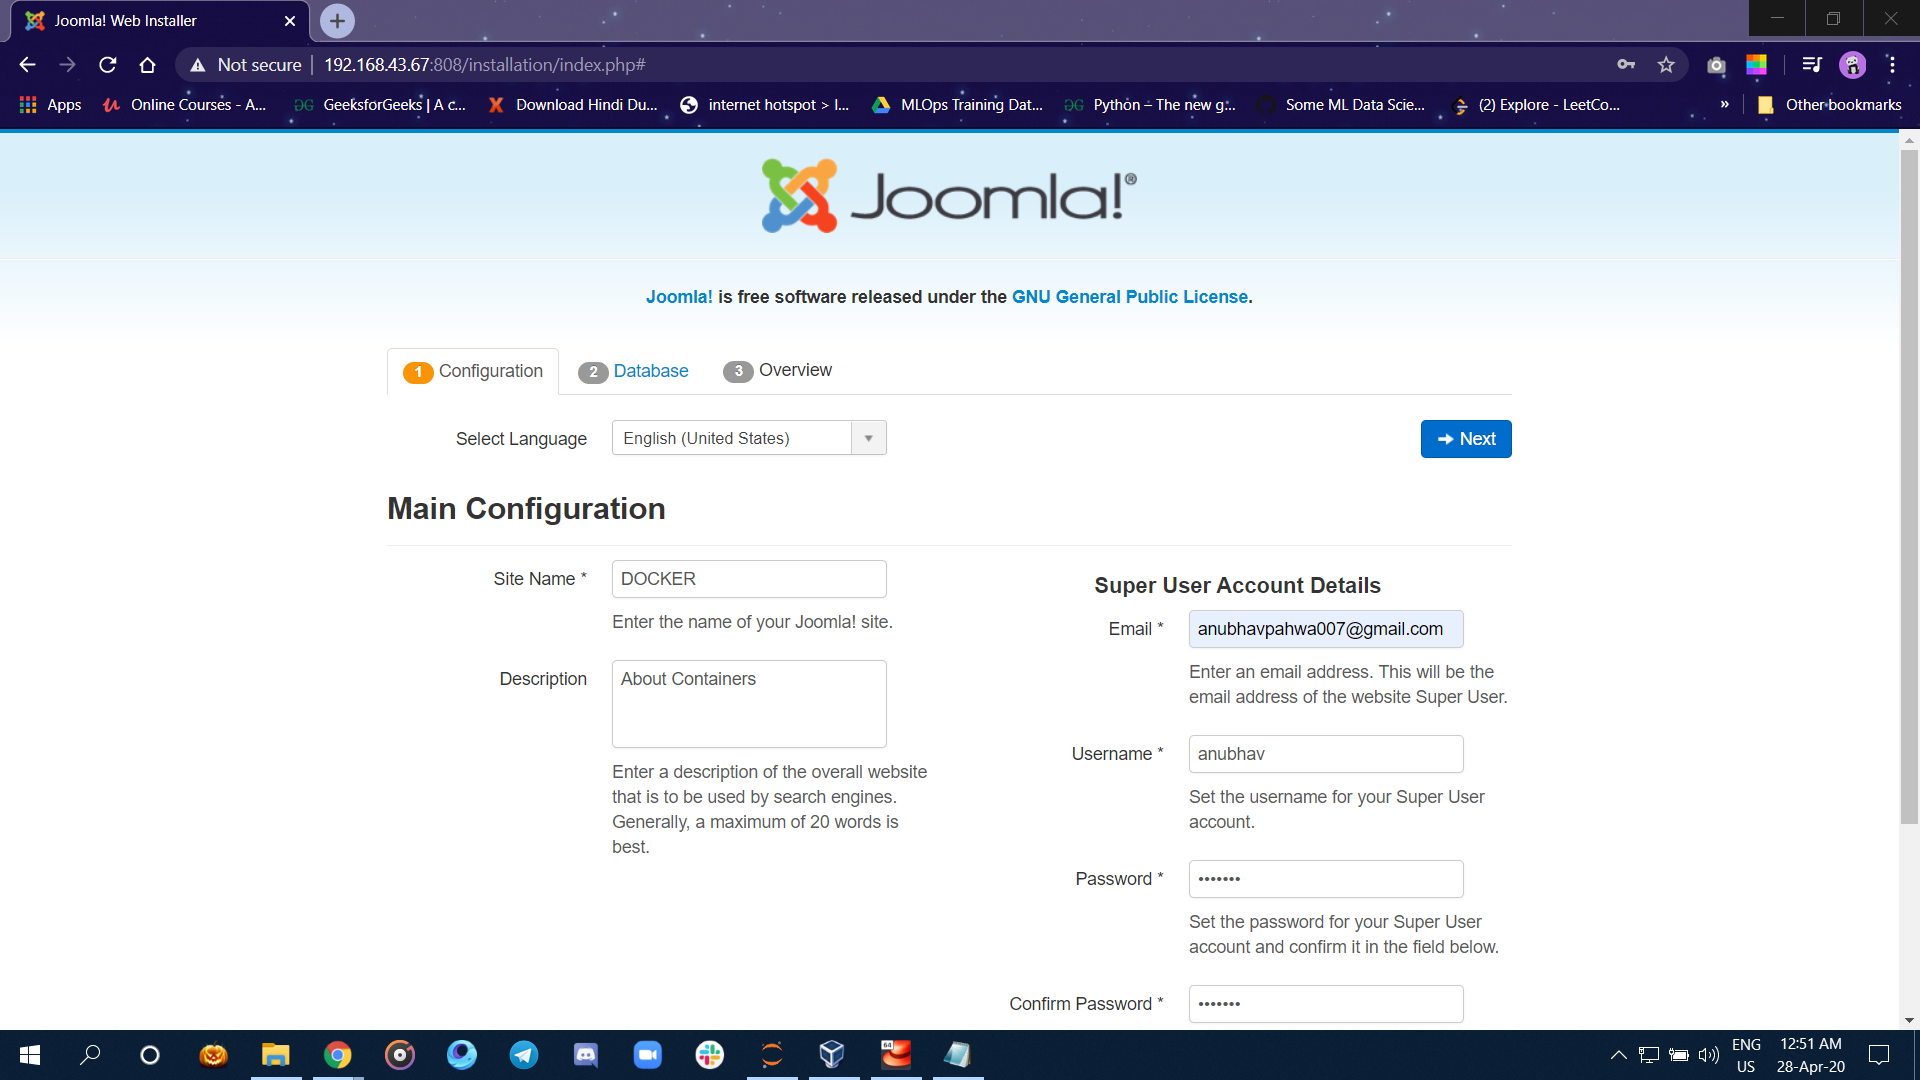 Joomla! Web Installer
Not secure 192.168.43.67:808/installation/index.php#
Apps Online Courses - A... GeeksforGeeks | A c... Download Hindi Du... internet hotspot > I... MLOps Training Dat... Python – The new g... Some ML Data Scie... (2) Explore - LeetCo... » Other bookmarks
Joomla!®
Joomla! is free software released under the GNU General Public License.
1 Configuration 2 Database 3 Overview
Select Language English (United States) Next
Main Configuration
Site Name * DOCKER
Enter the name of your Joomla! site.
Description About Containers
Enter a description of the overall website
that is to be used by search engines.
Generally, a maximum of 20 words is
best.
Super User Account Details
Email * anubhavpahwa007@gmail.com
Enter an email address. This will be the
email address of the website Super User.
Username * anubhav
Set the username for your Super User
account.
Password * •••••••
Set the password for your Super User
account and confirm it in the field below.
Confirm Password * •••••••
64
ENG
US
12:51 AM
28-Apr-20